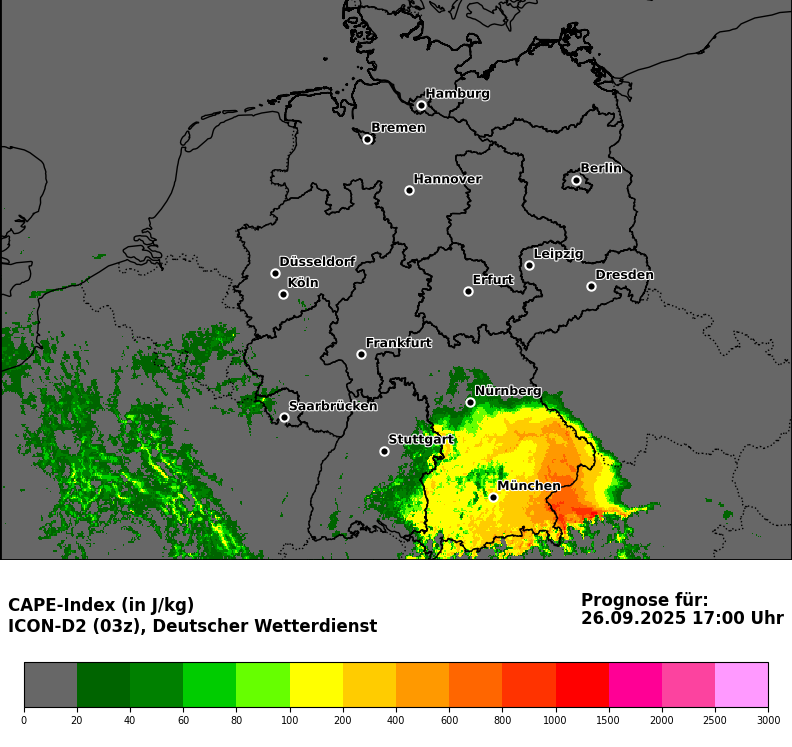 Hamburg
Bremen
Berlin
Hannover
Leipzig
Düsseldorf
Dresden
Köln
Erfurt
Frankfurt
Nürnberg
Saarbrücken
Stuttgart
München
CAPE-Index (in J/kg)
ICON-D2 (03z), Deutscher Wetterdienst
Prognose für:
26.09.2025 17:00 Uhr
0 20 40 60 80 100 200 400 600 800 1000 1500 2000 2500 3000